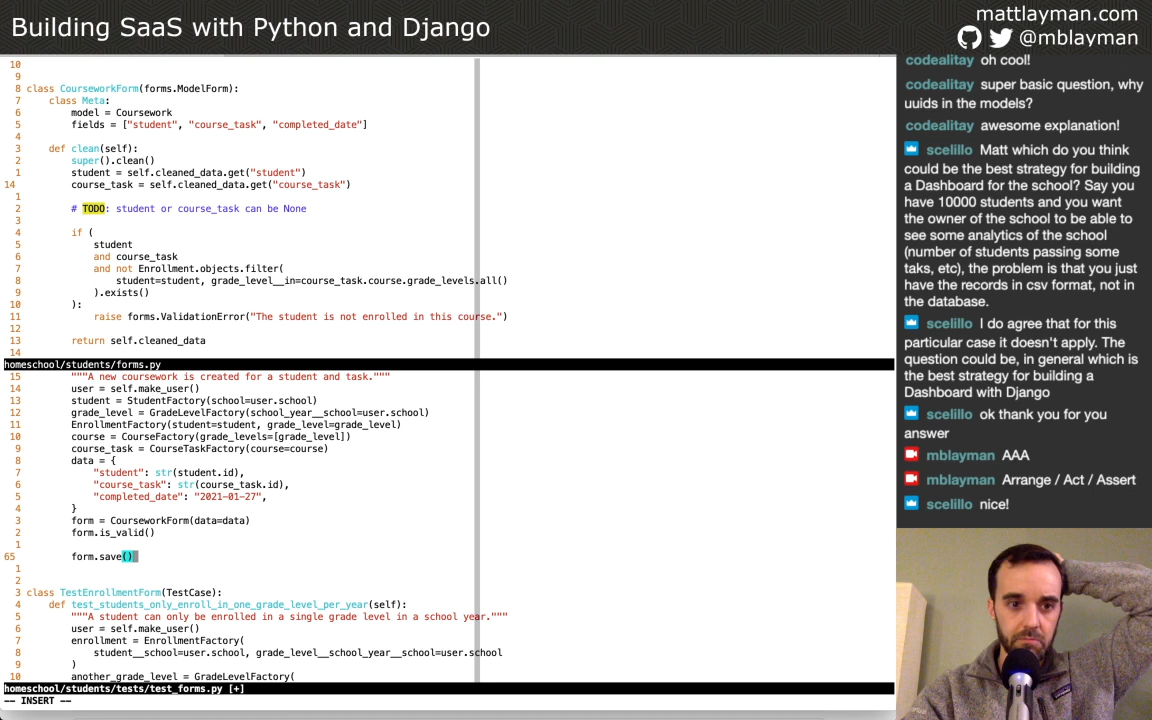 Building SaaS with Python and Django
mattlayman.com
@mblayman
10
9
8 class CourseworkForm(forms.ModelForm):
7 class Meta:
6 model = Coursework
5 fields = ["student", "course_task", "completed_date"]
4
3 def clean(self):
2 super().clean()
1 student = self.cleaned_data.get("student")
14 course_task = self.cleaned_data.get("course_task")
1
2 # TODO: student or course_task can be None
3
4 if (
5 student
6 and course_task
7 and not Enrollment.objects.filter(
8 student=student, grade_level__in=course_task.course.grade_levels.all()
9 ).exists()
10 ):
11 raise forms.ValidationError("The student is not enrolled in this course.")
12
13 return self.cleaned_data
14
homeschool/students/forms.py
15 """A new coursework is created for a student and task."""
14 user = self.make_user()
13 student = StudentFactory(school=user.school)
12 grade_level = GradeLevelFactory(school_year__school=user.school)
11 EnrollmentFactory(student=student, grade_level=grade_level)
10 course = CourseFactory(grade_levels=[grade_level])
9 course_task = CourseTaskFactory(course=course)
8 data = {
7 "student": str(student.id),
6 "course_task": str(course_task.id),
5 "completed_date": "2021-01-27",
4 }
3 form = CourseworkForm(data=data)
2 form.is_valid()
1
65 form.save()
1
2
3 class TestEnrollmentForm(TestCase):
4 def test_students_only_enroll_in_one_grade_level_per_year(self):
5 """A student can only be enrolled in a single grade level in a school year."""
6 user = self.make_user()
7 enrollment = EnrollmentFactory(
8 student__school=user.school, grade_level__school_year__school=user.school
9 )
10 another_grade_level = GradeLevelFactory(
homeschool/students/tests/test_forms.py [+]
-- INSERT --
codealitay oh cool!
codealitay super basic question, why
uuids in the models?
codealitay awesome explanation!
scelillo Matt which do you think
could be the best strategy for building
a Dashboard for the school? Say you
have 10000 students and you want
the owner of the school to be able to
see some analytics of the school
(number of students passing some
taks, etc), the problem is that you just
have the records in csv format, not in
the database.
scelillo I do agree that for this
particular case it doesn't apply. The
question could be, in general which is
the best strategy for building a
Dashboard with Django
scelillo ok thank you for you
answer
mblayman AAA
mblayman Arrange / Act / Assert
scelillo nice!